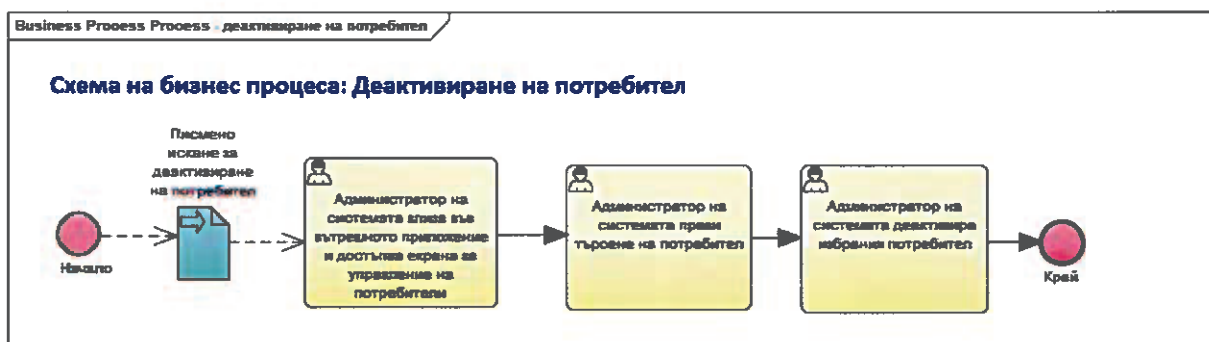 Business Process Process - деактивиране на потребител
Схема на бизнес процеса: Деактивиране на потребител
Писмено
искане за
деактивиране
на потребител
Начало
Администратор на
системата влиза във
вътрешното приложение
и достъпва екрана за
управление на
потребители
Администратор на
системата прави
търсене на потребител
Администратор на
системата деактивира
избрания потребител
Край